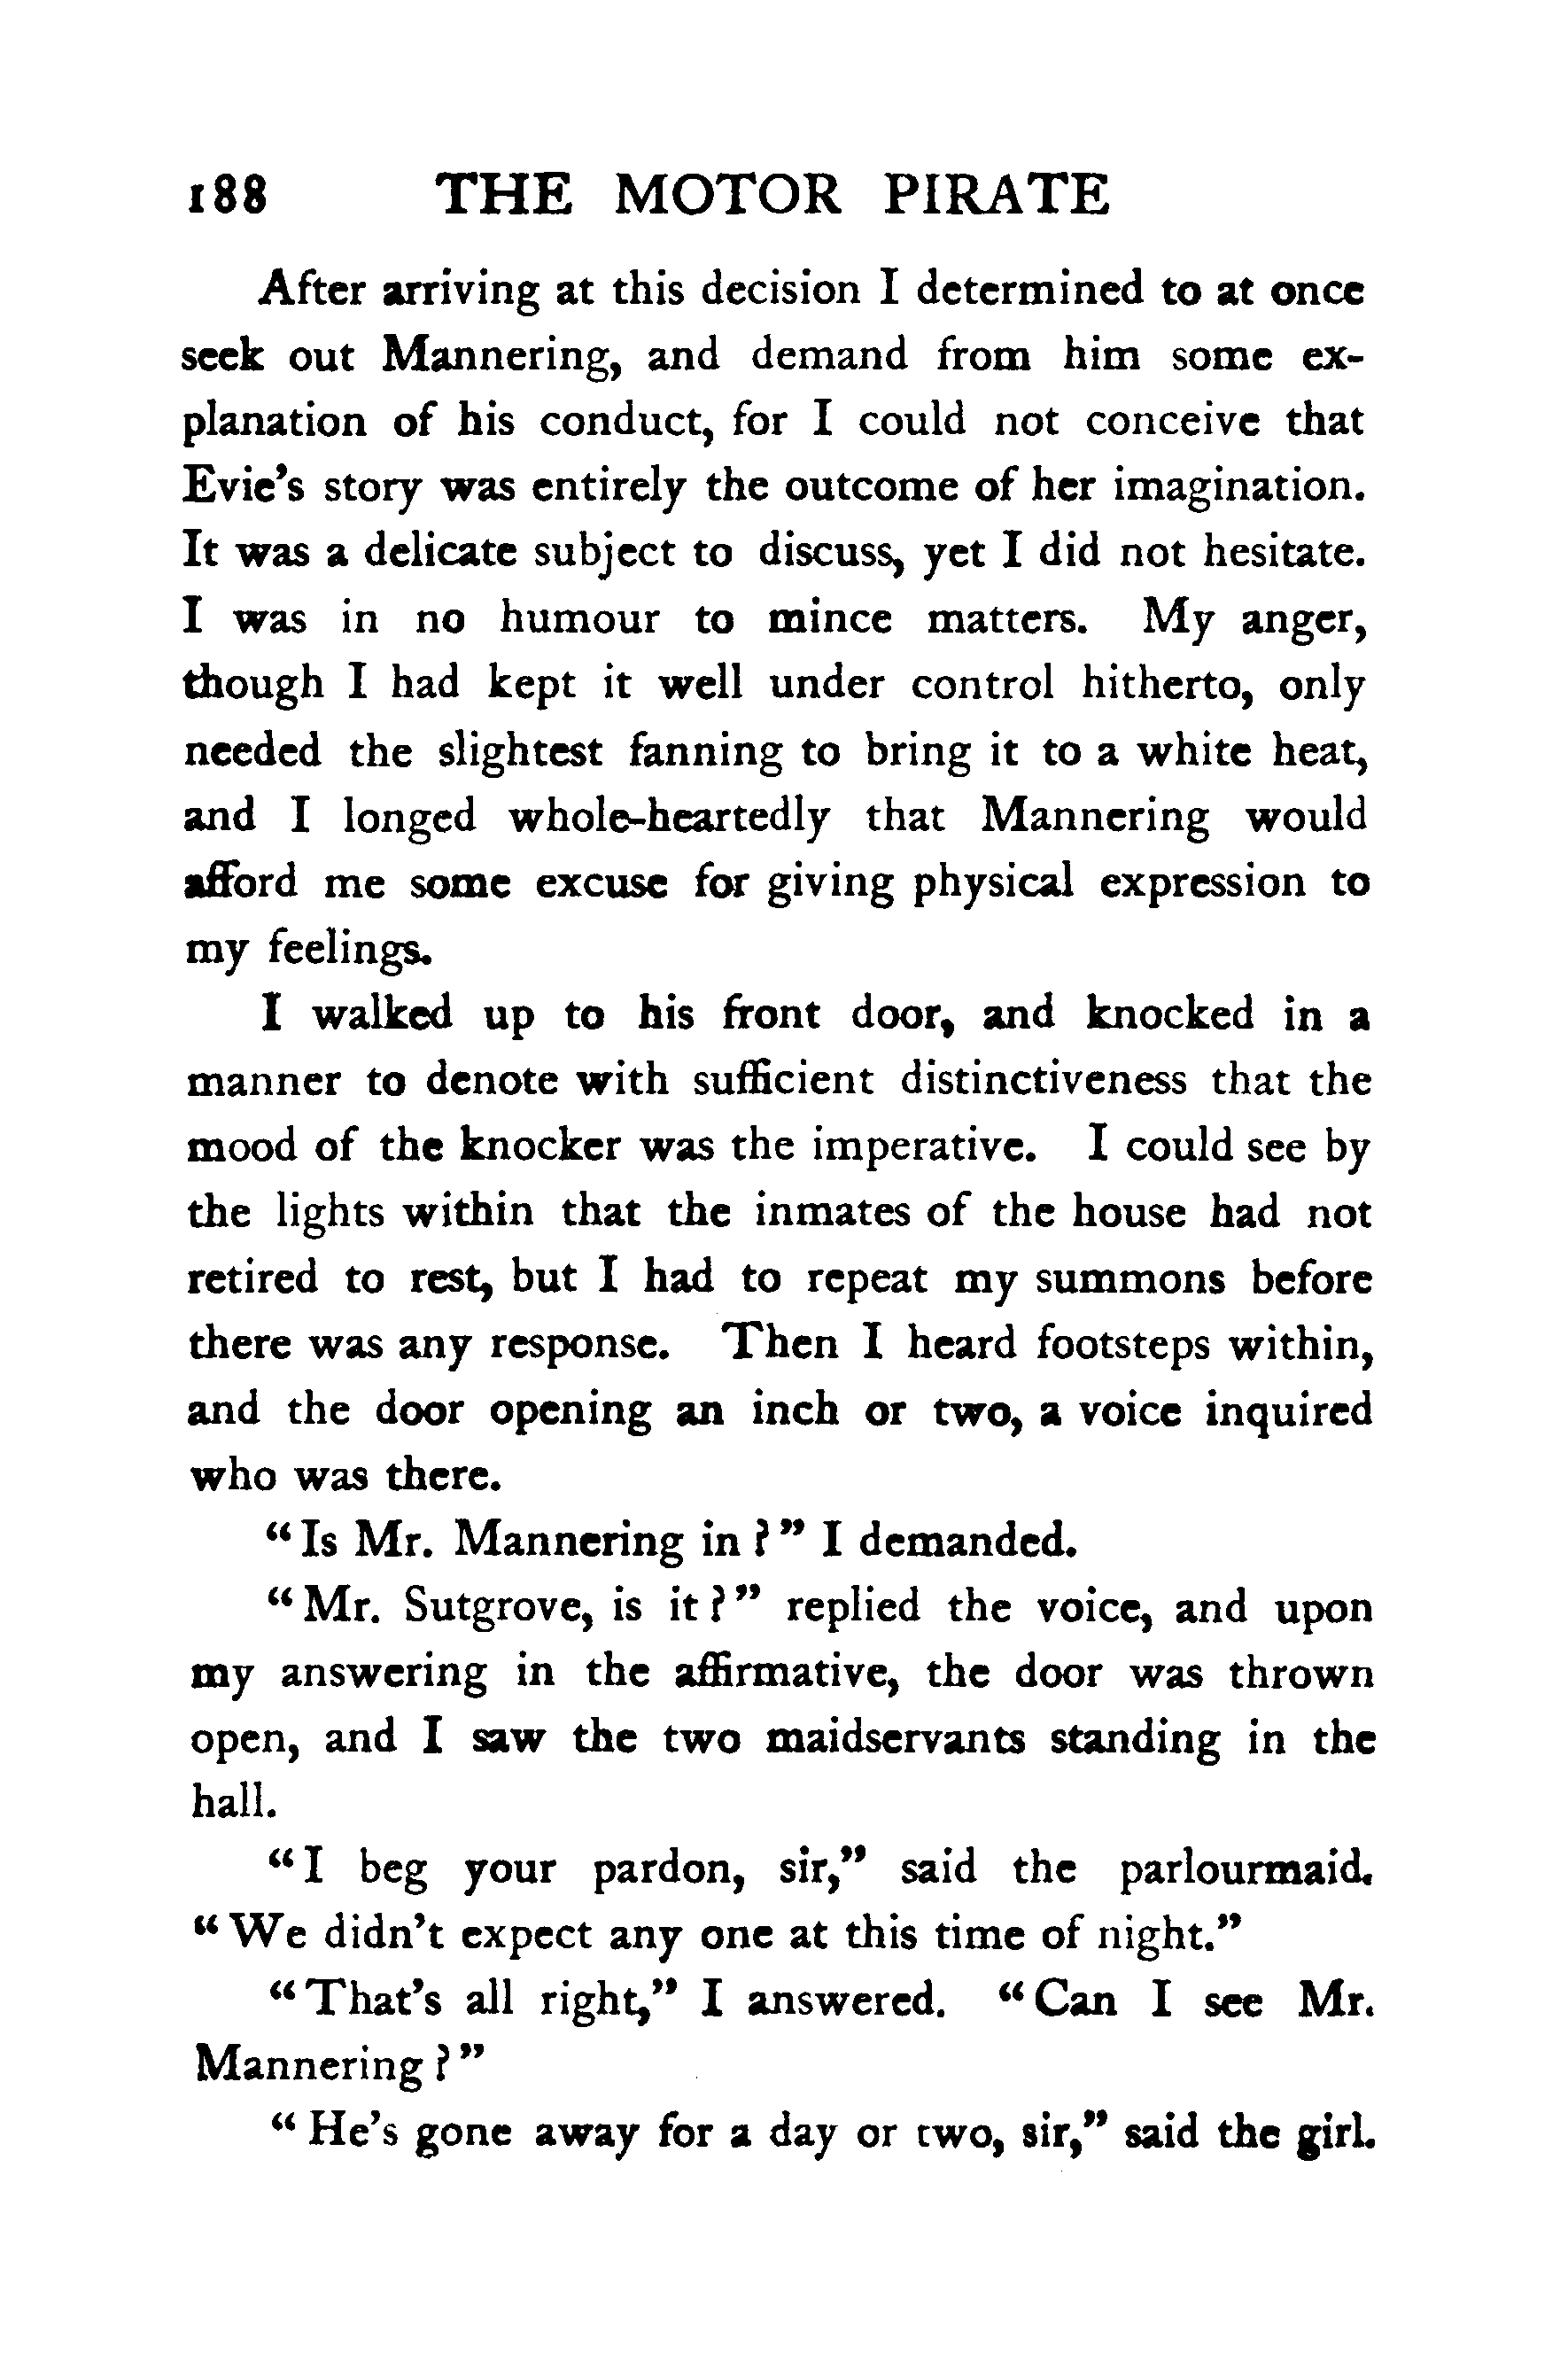 188 THE MOTOR PIRATE
After arriving at this decision I determined to at once
seek out Mannering, and demand from him some ex-
planation of his conduct, for I could not conceive that
Evie's story was entirely the outcome of her imagination.
It was a delicate subject to discuss, yet I did not hesitate.
I was in no humour to mince matters. My anger,
though I had kept it well under control hitherto, only
needed the slightest fanning to bring it to a white heat,
and I longed whole-heartedly that Mannering would
afford me some excuse for giving physical expression to
my feelings.
I walked up to his front door, and knocked in a
manner to denote with sufficient distinctiveness that the
mood of the knocker was the imperative. I could see by
the lights within that the inmates of the house had not
retired to rest, but I had to repeat my summons before
there was any response. Then I heard footsteps within,
and the door opening an inch or two, a voice inquired
who was there.
“Is Mr. Mannering in?” I demanded.
“Mr. Sutgrove, is it?” replied the voice, and upon
my answering in the affirmative, the door was thrown
open, and I saw the two maidservants standing in the
hall.
“I beg your pardon, sir,” said the parlourmaid.
“We didn't expect any one at this time of night.”
“That's all right,” I answered. “Can I see Mr.
Mannering?”
“He's gone away for a day or two, sir,” said the girl.